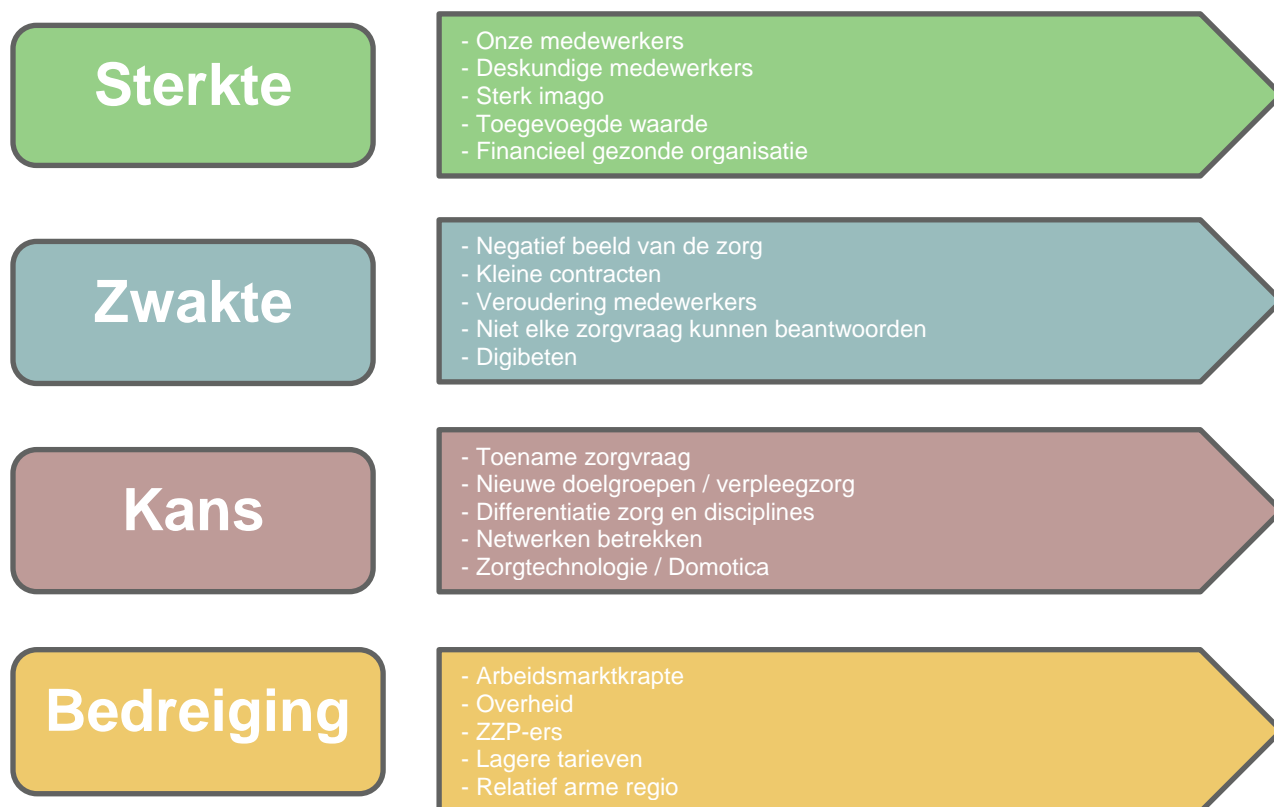 Sterkte
- Onze medewerkers
- Deskundige medewerkers
- Sterk imago
- Toegevoegde waarde
- Financieel gezonde organisatie
Zwakte
- Negatief beeld van de zorg
- Kleine contracten
- Veroudering medewerkers
- Niet elke zorgvraag kunnen beantwoorden
- Digibeten
Kans
- Toename zorgvraag
- Nieuwe doelgroepen / verpleegzorg
- Differentiatie zorg en disciplines
- Netwerken betrekken
- Zorgtechnologie / Domotica
Bedreiging
- Arbeidsmarktkrapte
- Overheid
- ZZP-ers
- Lagere tarieven
- Relatief arme regio